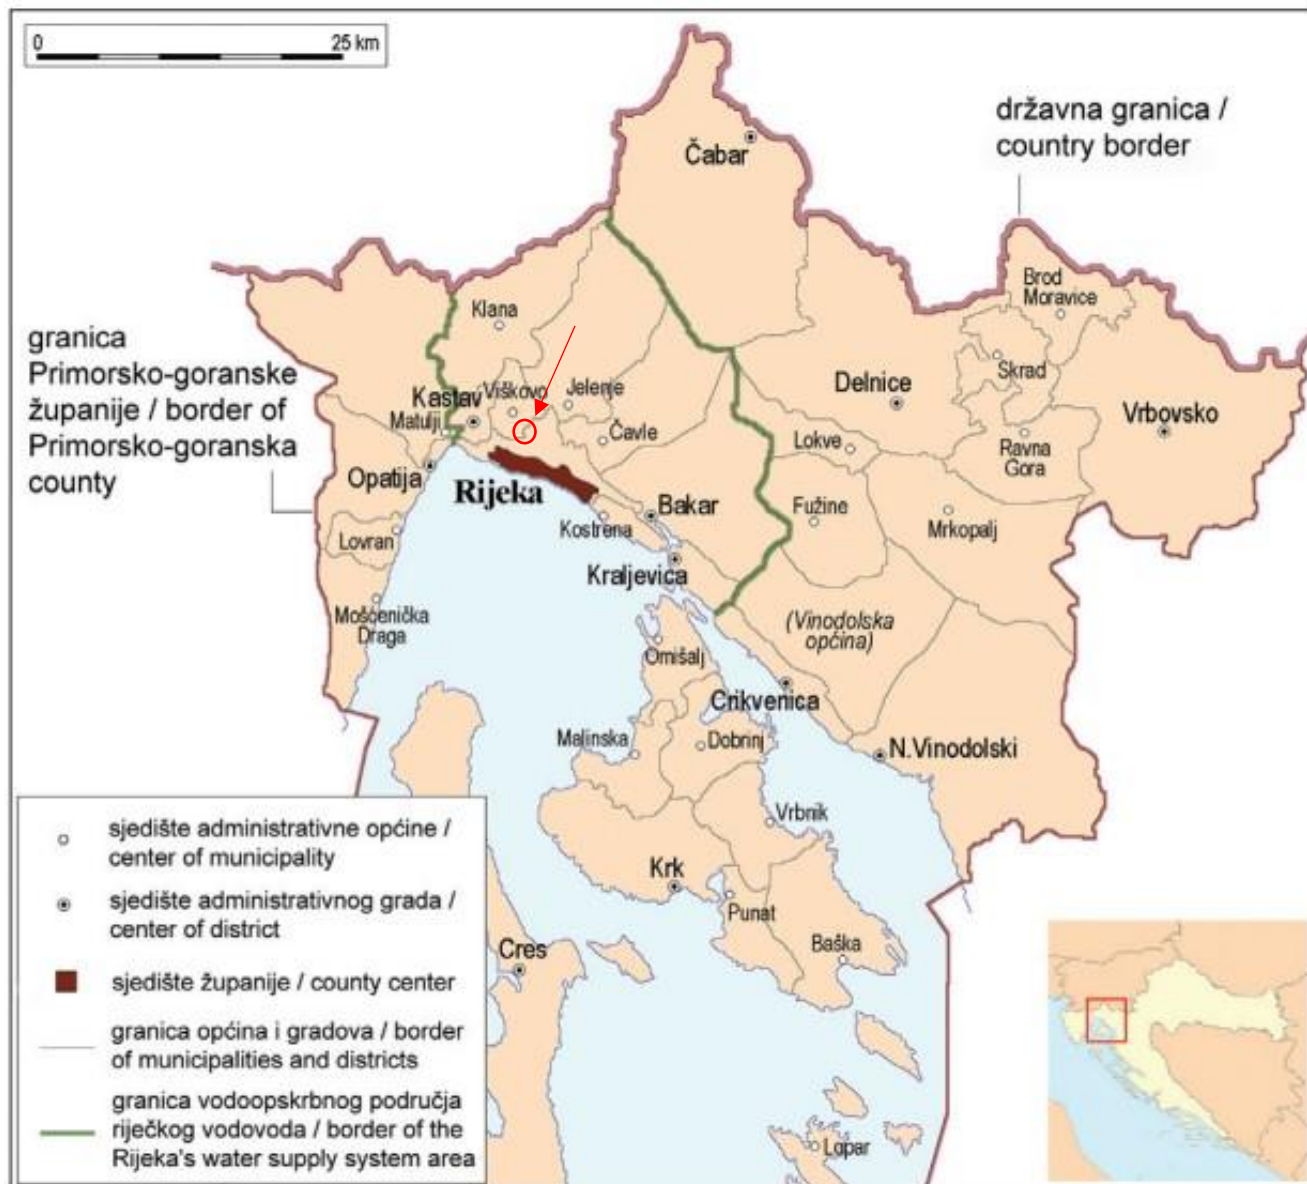 0 25 km
Čabar
državna granica /
country border
Brod
Moravice
Klana
granica
Primorsko-goranske
županije / border of
Primorsko-goranska
county
Skrad
Delnice
Viškovo
Jelenje
Kastav
Matulji
Vrbovsko
Čavle
Lokve
Ravna
Gora
Opatija
Rijeka
Bakar
Fužine
Mrkopalj
Kostrena
Lovran
Kraljevica
Mošćenička
Draga
(Vinodolska
općina)
Omišalj
Crikvenica
Malinska
Dobrinj
N.Vinodolski
Vrbnik
Krk
Punat
Baška
Cres
Lopar
sjedište administrativne općine /
center of municipality
sjedište administrativnog grada /
center of district
sjedište županije / county center
granica općina i gradova / border
of municipalities and districts
granica vodoopskrbnog područja
riječkog vodovoda / border of the
Rijeka's water supply system area